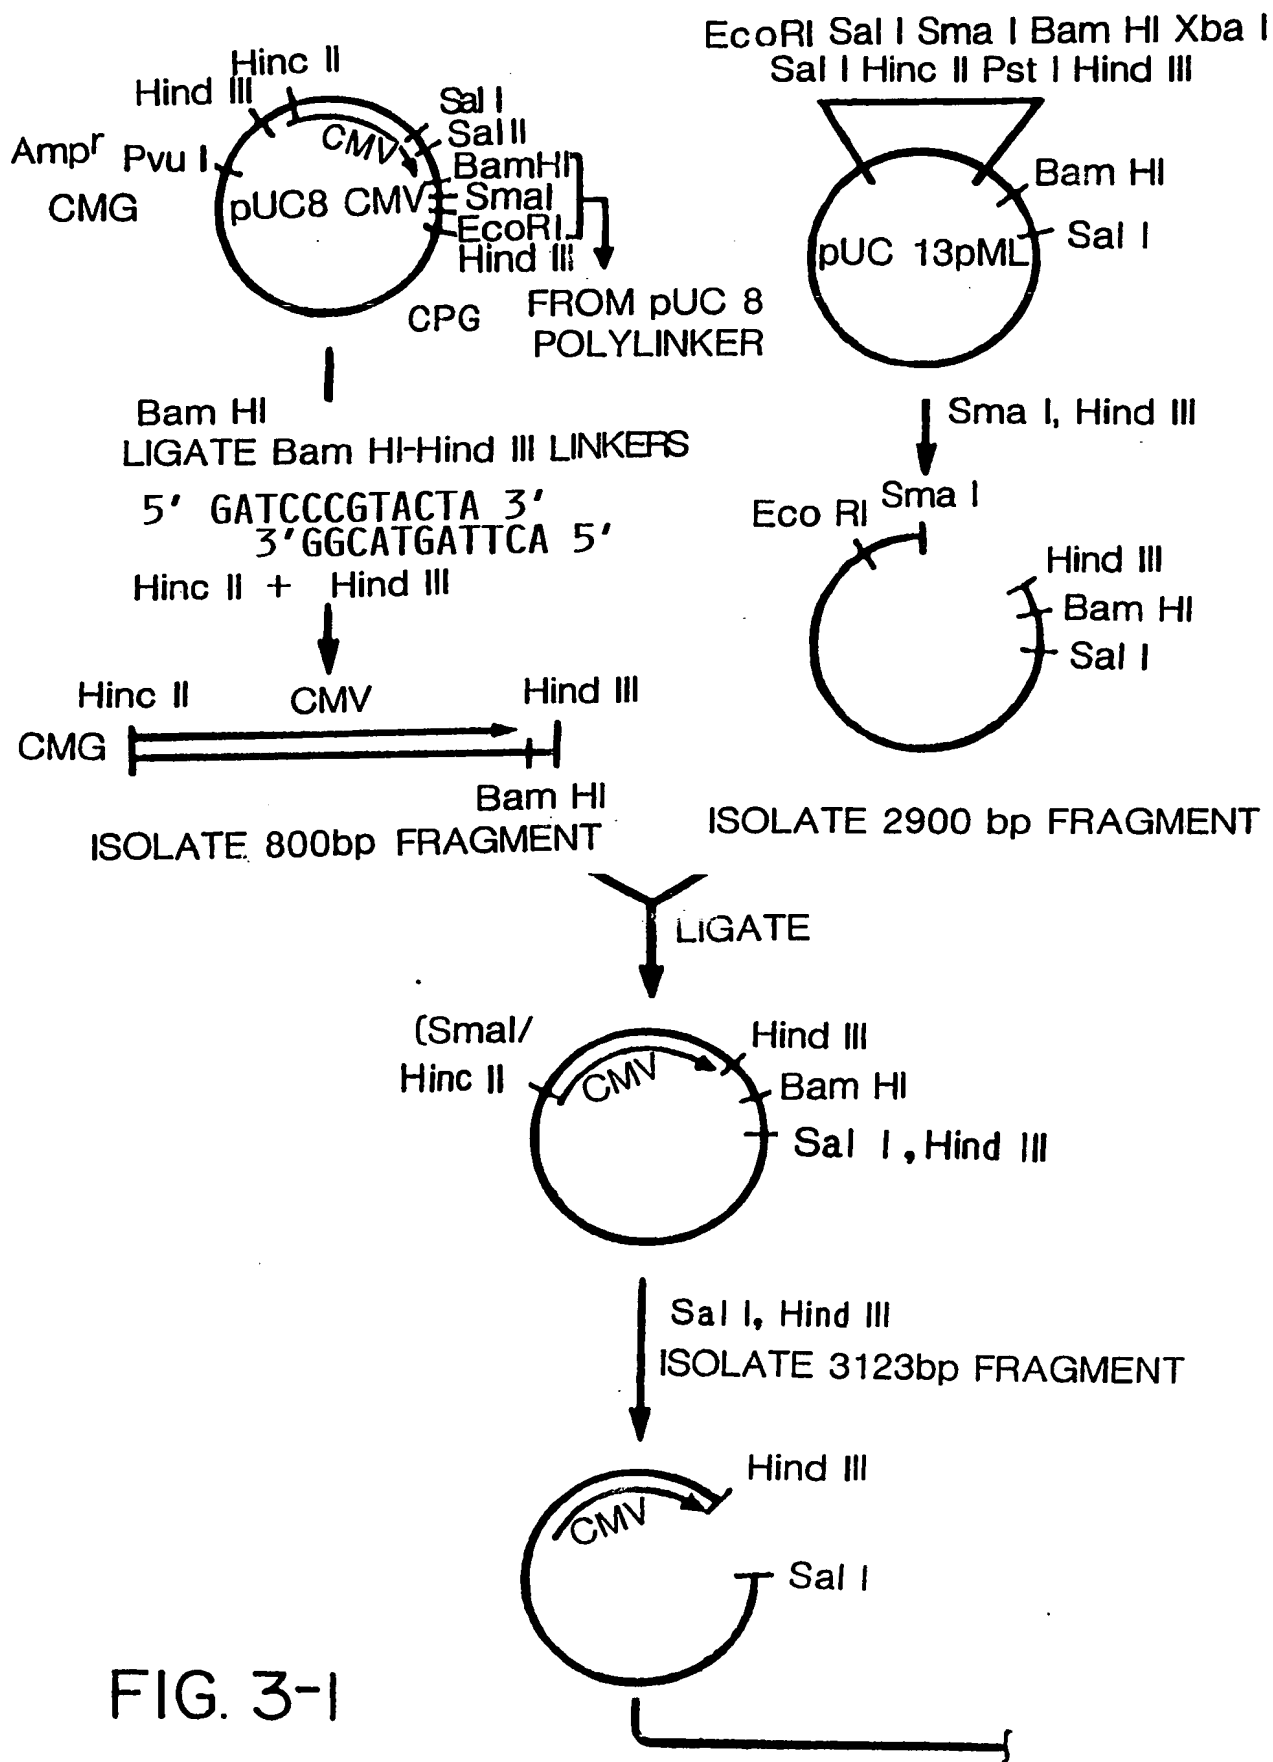 Hinc II
Hind III
Sal I
Sal II
CMV
Amp^r
Pvu I
BamHI
CMG
pUC8 CMV
SmaI
EcoRI
Hind III
CPG
FROM pUC 8
POLYLINKER
EcoRI Sal I Sma I Bam HI Xba I
Sal I Hinc II Pst I Hind III
Bam HI
Sal I
pUC 13pML
Bam HI
LIGATE Bam HI-Hind III LINKERS
5' GATCCCGTACTA 3'
3'GGCATGATTCA 5'
Hinc II + Hind III
Sma I, Hind III
Sma I
Eco RI
Hind III
Bam HI
Sal I
Hinc II
CMV
Hind III
CMG
Bam HI
ISOLATE 800bp FRAGMENT
ISOLATE 2900 bp FRAGMENT
LIGATE
(SmaI/
Hinc II
CMV
Hind III
Bam HI
Sal I, Hind III
Sal I, Hind III
ISOLATE 3123bp FRAGMENT
Hind III
CMV
Sal I
FIG. 3-1